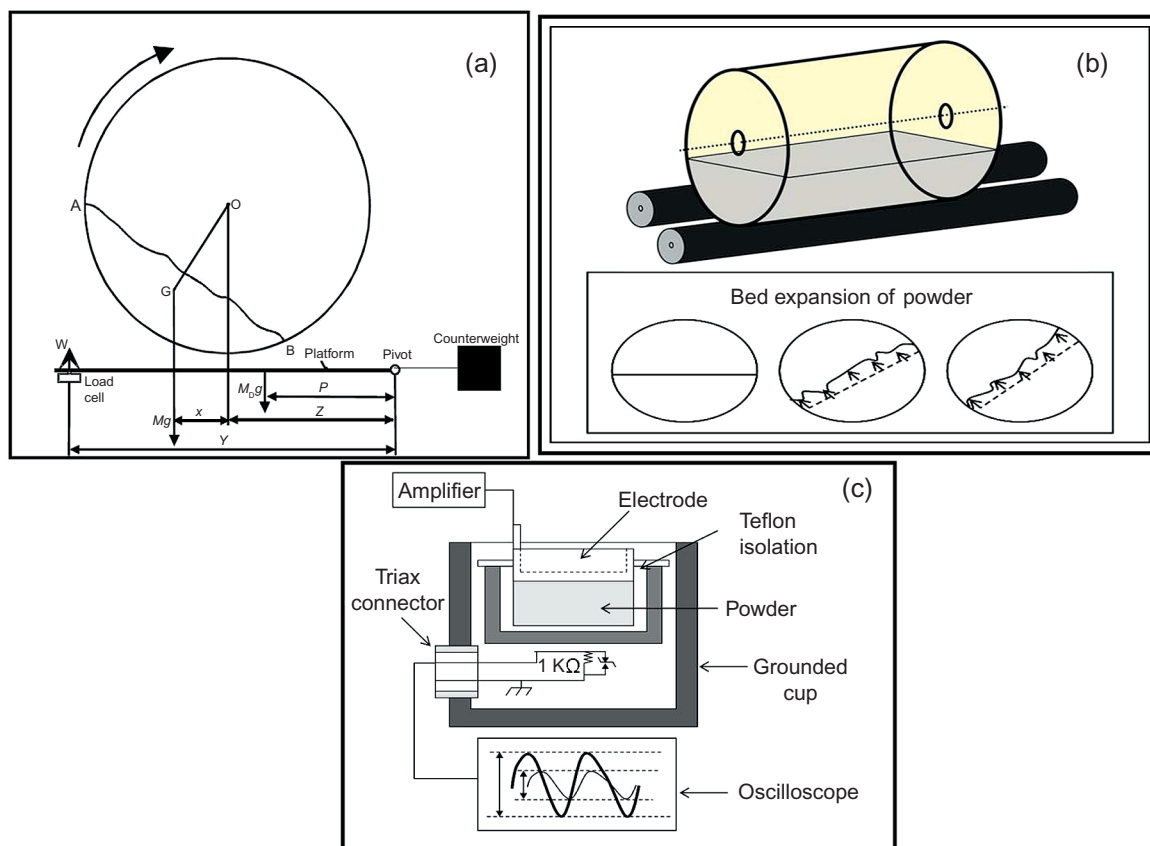 (a)
A
O
G
B
W
Platform
Pivot
Counterweight
Load
cell
M_D g
P
Mg
x
Z
Y
(b)
Bed expansion of powder
(c)
Amplifier
Electrode
Teflon
isolation
Triax
connector
Powder
1 KΩ
Grounded
cup
Oscilloscope